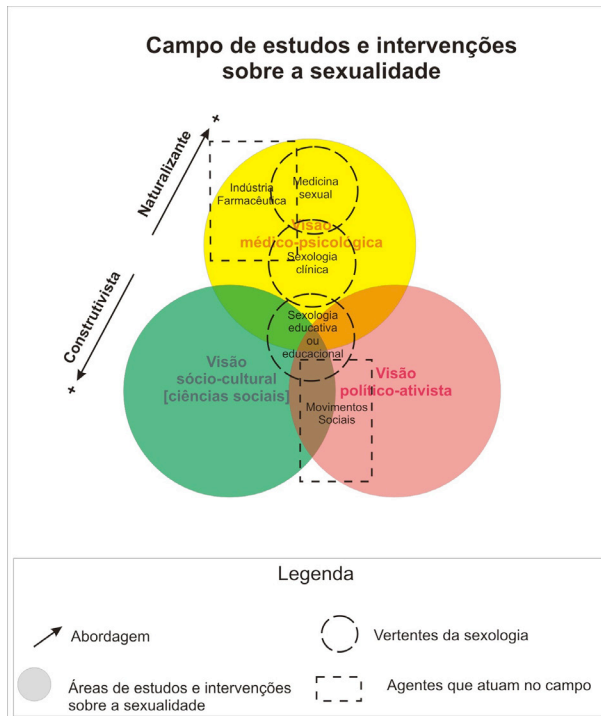 Campo de estudos e intervenções
sobre a sexualidade
+
Naturalizante
Construtivista
+
Indústria
Farmacêutica
Medicina
sexual
Visão
médico-psicológica
Sexologia
clínica
Sexologia
educativa
ou
educacional
Visão
sócio-cultural
[ciências sociais]
Visão
político-ativista
Movimentos
Sociais
Legenda
Abordagem
Vertentes da sexologia
Áreas de estudos e intervenções
sobre a sexualidade
Agentes que atuam no campo